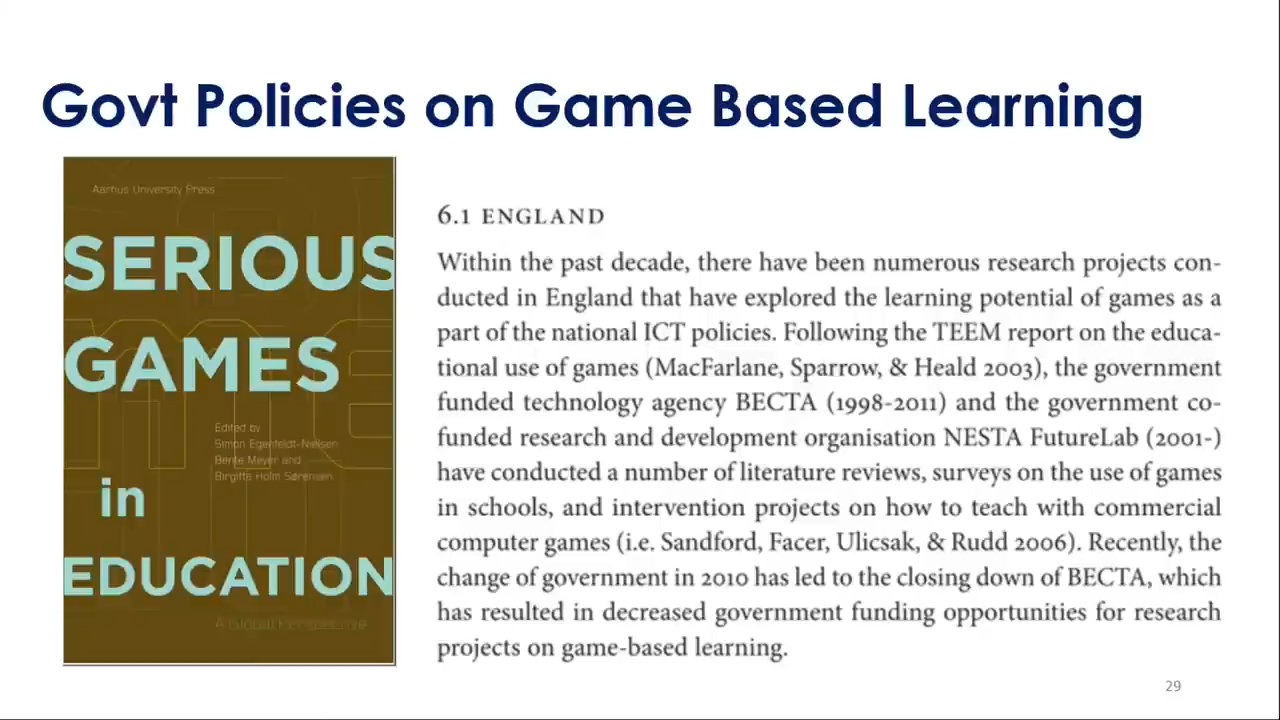 Govt Policies on Game Based Learning
Aarhus University Press
SERIOUS
GAMES
Edited by
Simon Egenfeldt-Nielsen
Bente Meyer and
Birgitte Holm Sørensen
in
EDUCATION
A Global Perspective
6.1 ENGLAND
Within the past decade, there have been numerous research projects con-
ducted in England that have explored the learning potential of games as a
part of the national ICT policies. Following the TEEM report on the educa-
tional use of games (MacFarlane, Sparrow, & Heald 2003), the government
funded technology agency BECTA (1998-2011) and the government co-
funded research and development organisation NESTA FutureLab (2001-)
have conducted a number of literature reviews, surveys on the use of games
in schools, and intervention projects on how to teach with commercial
computer games (i.e. Sandford, Facer, Ulicsak, & Rudd 2006). Recently, the
change of government in 2010 has led to the closing down of BECTA, which
has resulted in decreased government funding opportunities for research
projects on game-based learning.
29